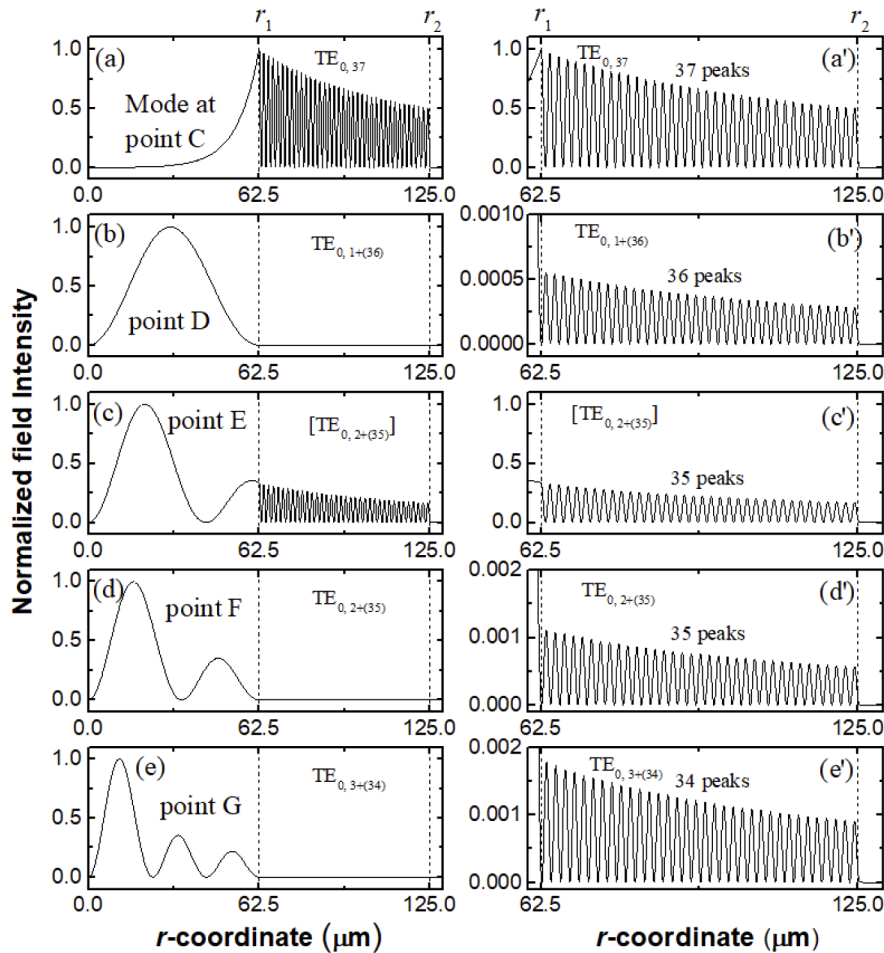 r1 r2 r1 r2
Normalized field Intensity
(a) TE0, 37
Mode at
point C
1.0
0.5
0.0
0.0 62.5 125.0
(a') TE0, 37
37 peaks
1.0
0.5
0.0
62.5 125.0
(b) TE0, 1+(36)
point D
1.0
0.5
0.0
0.0 62.5 125.0
(b') TE0, 1+(36)
36 peaks
0.0010
0.0005
0.0000
62.5 125.0
(c) point E [TE0, 2+(35)]
1.0
0.5
0.0
0.0 62.5 125.0
(c') [TE0, 2+(35)]
35 peaks
1.0
0.5
0.0
62.5 125.0
(d) point F TE0, 2+(35)
1.0
0.5
0.0
0.0 62.5 125.0
(d') TE0, 2+(35)
35 peaks
0.002
0.001
0.000
62.5 125.0
(e) TE0, 3+(34)
point G
1.0
0.5
0.0
0.0 62.5 125.0
(e') TE0, 3+(34)
34 peaks
0.002
0.001
0.000
62.5 125.0
r-coordinate (μm) r-coordinate (μm)